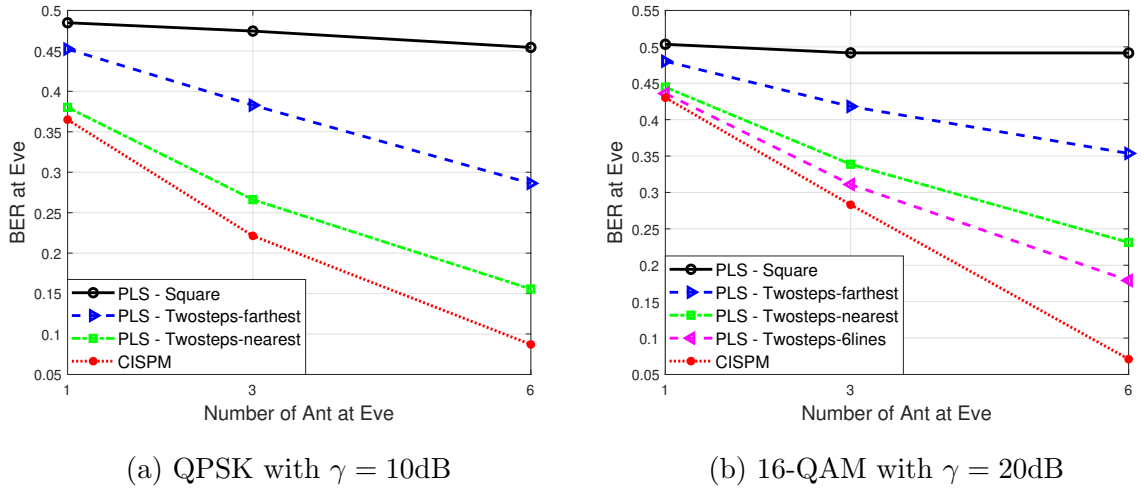 0.5
0.45
0.4
0.35
0.3
0.25
0.2
0.15
0.1
0.05
BER at Eve
PLS - Square
PLS - Twosteps-farthest
PLS - Twosteps-nearest
CISPM
1
3
6
Number of Ant at Eve
(a) QPSK with γ = 10dB
0.55
0.5
0.45
0.4
0.35
0.3
0.25
0.2
0.15
0.1
0.05
BER at Eve
PLS - Square
PLS - Twosteps-farthest
PLS - Twosteps-nearest
PLS - Twosteps-6lines
CISPM
1
3
6
Number of Ant at Eve
(b) 16-QAM with γ = 20dB